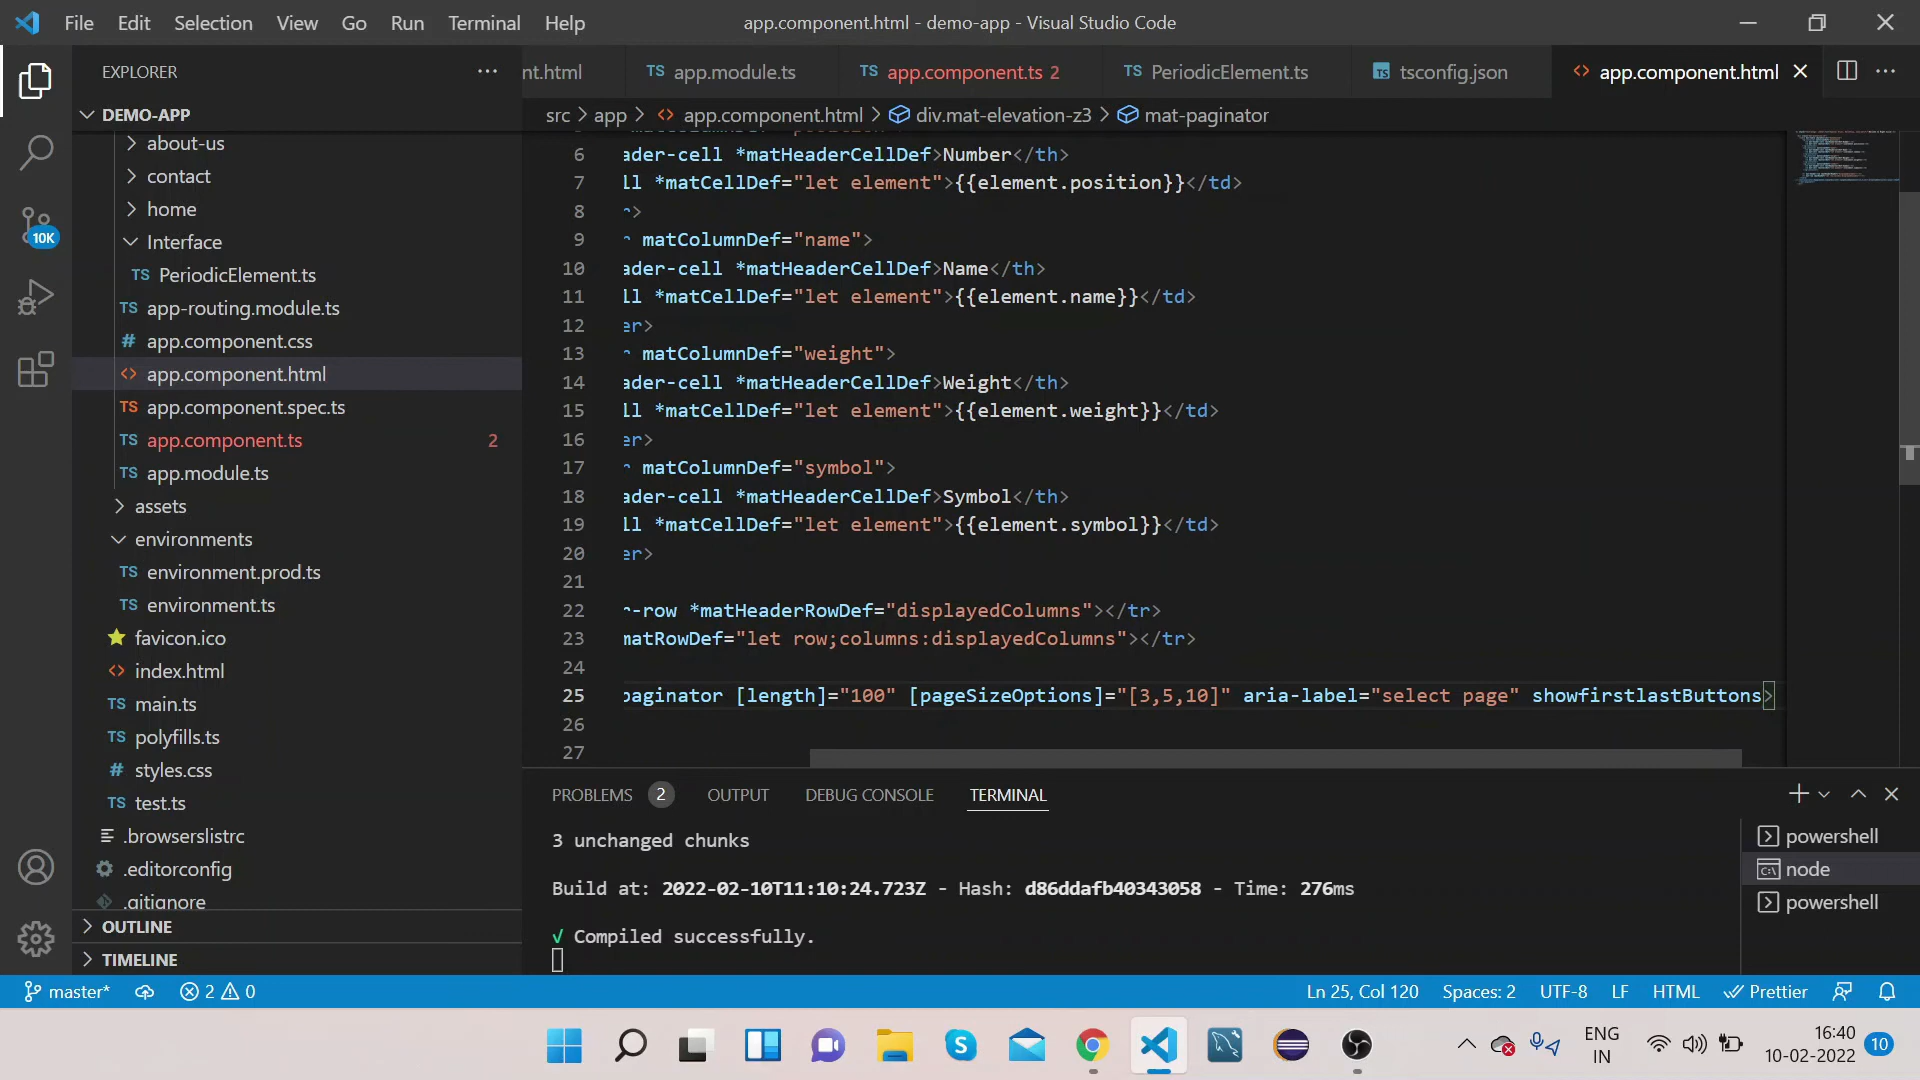 File Edit Selection View Go Run Terminal Help
app.component.html - demo-app - Visual Studio Code
EXPLORER
nt.html
TS app.module.ts
TS app.component.ts 2
TS PeriodicElement.ts
TS tsconfig.json
<> app.component.html
DEMO-APP
src > app > <> app.component.html > div.mat-elevation-z3 > mat-paginator
about-us
contact
home
Interface
TS PeriodicElement.ts
TS app-routing.module.ts
# app.component.css
<> app.component.html
TS app.component.spec.ts
TS app.component.ts 2
TS app.module.ts
assets
environments
TS environment.prod.ts
TS environment.ts
favicon.ico
<> index.html
TS main.ts
TS polyfills.ts
# styles.css
TS test.ts
.browserslistrc
.editorconfig
.gitignore
OUTLINE
TIMELINE
10K
6 ader-cell *matHeaderCellDef>Number</th>
7 ll *matCellDef="let element">{{element.position}}</td>
8 r>
9 matColumnDef="name">
10 ader-cell *matHeaderCellDef>Name</th>
11 ll *matCellDef="let element">{{element.name}}</td>
12 er>
13 matColumnDef="weight">
14 ader-cell *matHeaderCellDef>Weight</th>
15 ll *matCellDef="let element">{{element.weight}}</td>
16 er>
17 matColumnDef="symbol">
18 ader-cell *matHeaderCellDef>Symbol</th>
19 ll *matCellDef="let element">{{element.symbol}}</td>
20 er>
21
22 r-row *matHeaderRowDef="displayedColumns"></tr>
23 matRowDef="let row;columns:displayedColumns"></tr>
24
25 paginator [length]="100" [pageSizeOptions]="[3,5,10]" aria-label="select page" showfirstlastButtons>
26
27
PROBLEMS 2 OUTPUT DEBUG CONSOLE TERMINAL
3 unchanged chunks
Build at: 2022-02-10T11:10:24.723Z - Hash: d86ddafb40343058 - Time: 276ms
√ Compiled successfully.
powershell
node
powershell
master* 2 0
Ln 25, Col 120 Spaces: 2 UTF-8 LF HTML Prettier
ENG
IN
16:40
10-02-2022
10